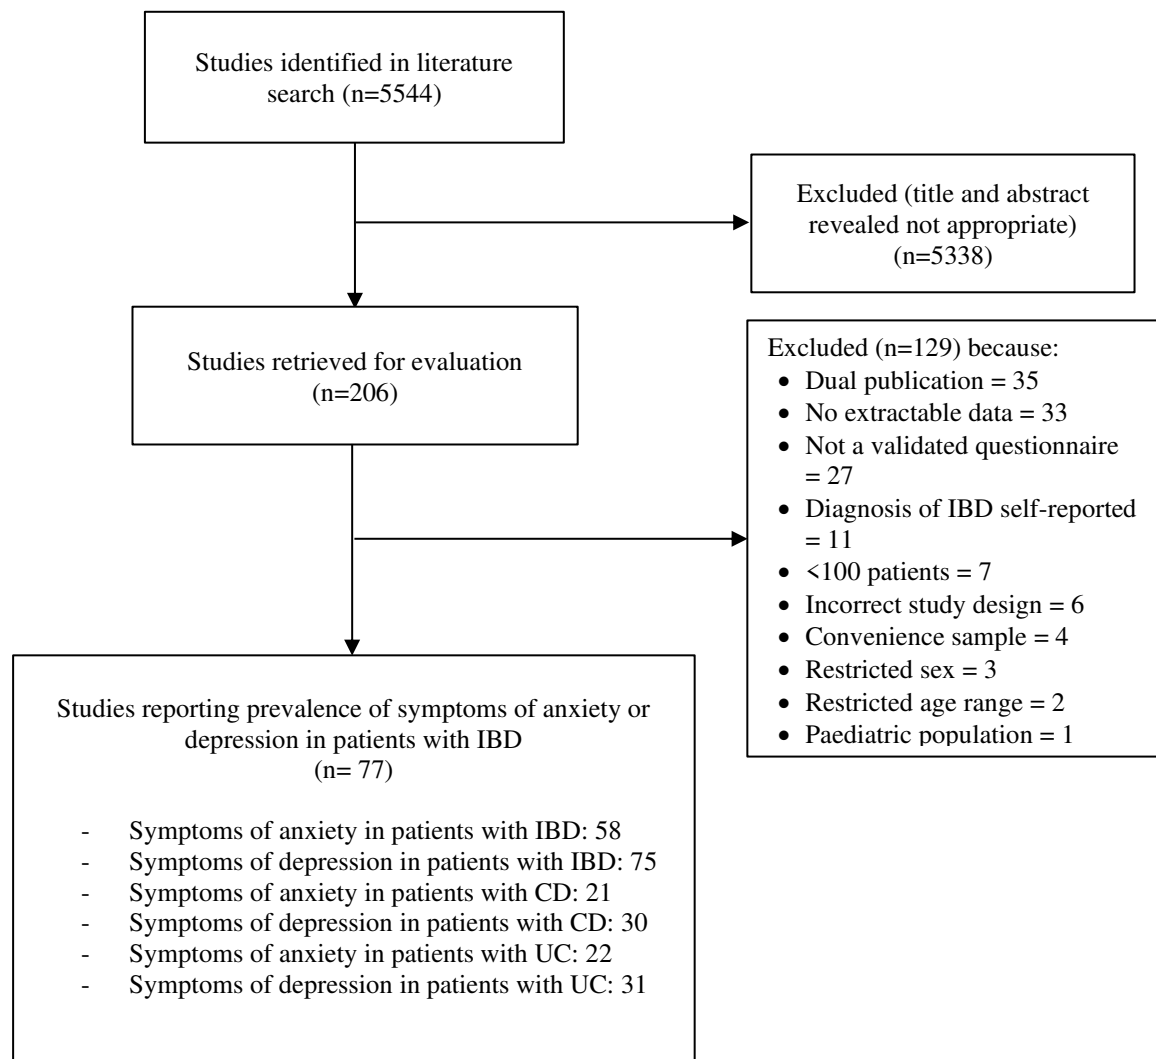 Studies identified in literature
search (n=5544)
Excluded (title and abstract
revealed not appropriate)
(n=5338)
Studies retrieved for evaluation
(n=206)
Excluded (n=129) because:
• Dual publication = 35
• No extractable data = 33
• Not a validated questionnaire
= 27
• Diagnosis of IBD self-reported
= 11
• <100 patients = 7
• Incorrect study design = 6
• Convenience sample = 4
• Restricted sex = 3
• Restricted age range = 2
• Paediatric population = 1
Studies reporting prevalence of symptoms of anxiety or
depression in patients with IBD
(n= 77)
- Symptoms of anxiety in patients with IBD: 58
- Symptoms of depression in patients with IBD: 75
- Symptoms of anxiety in patients with CD: 21
- Symptoms of depression in patients with CD: 30
- Symptoms of anxiety in patients with UC: 22
- Symptoms of depression in patients with UC: 31